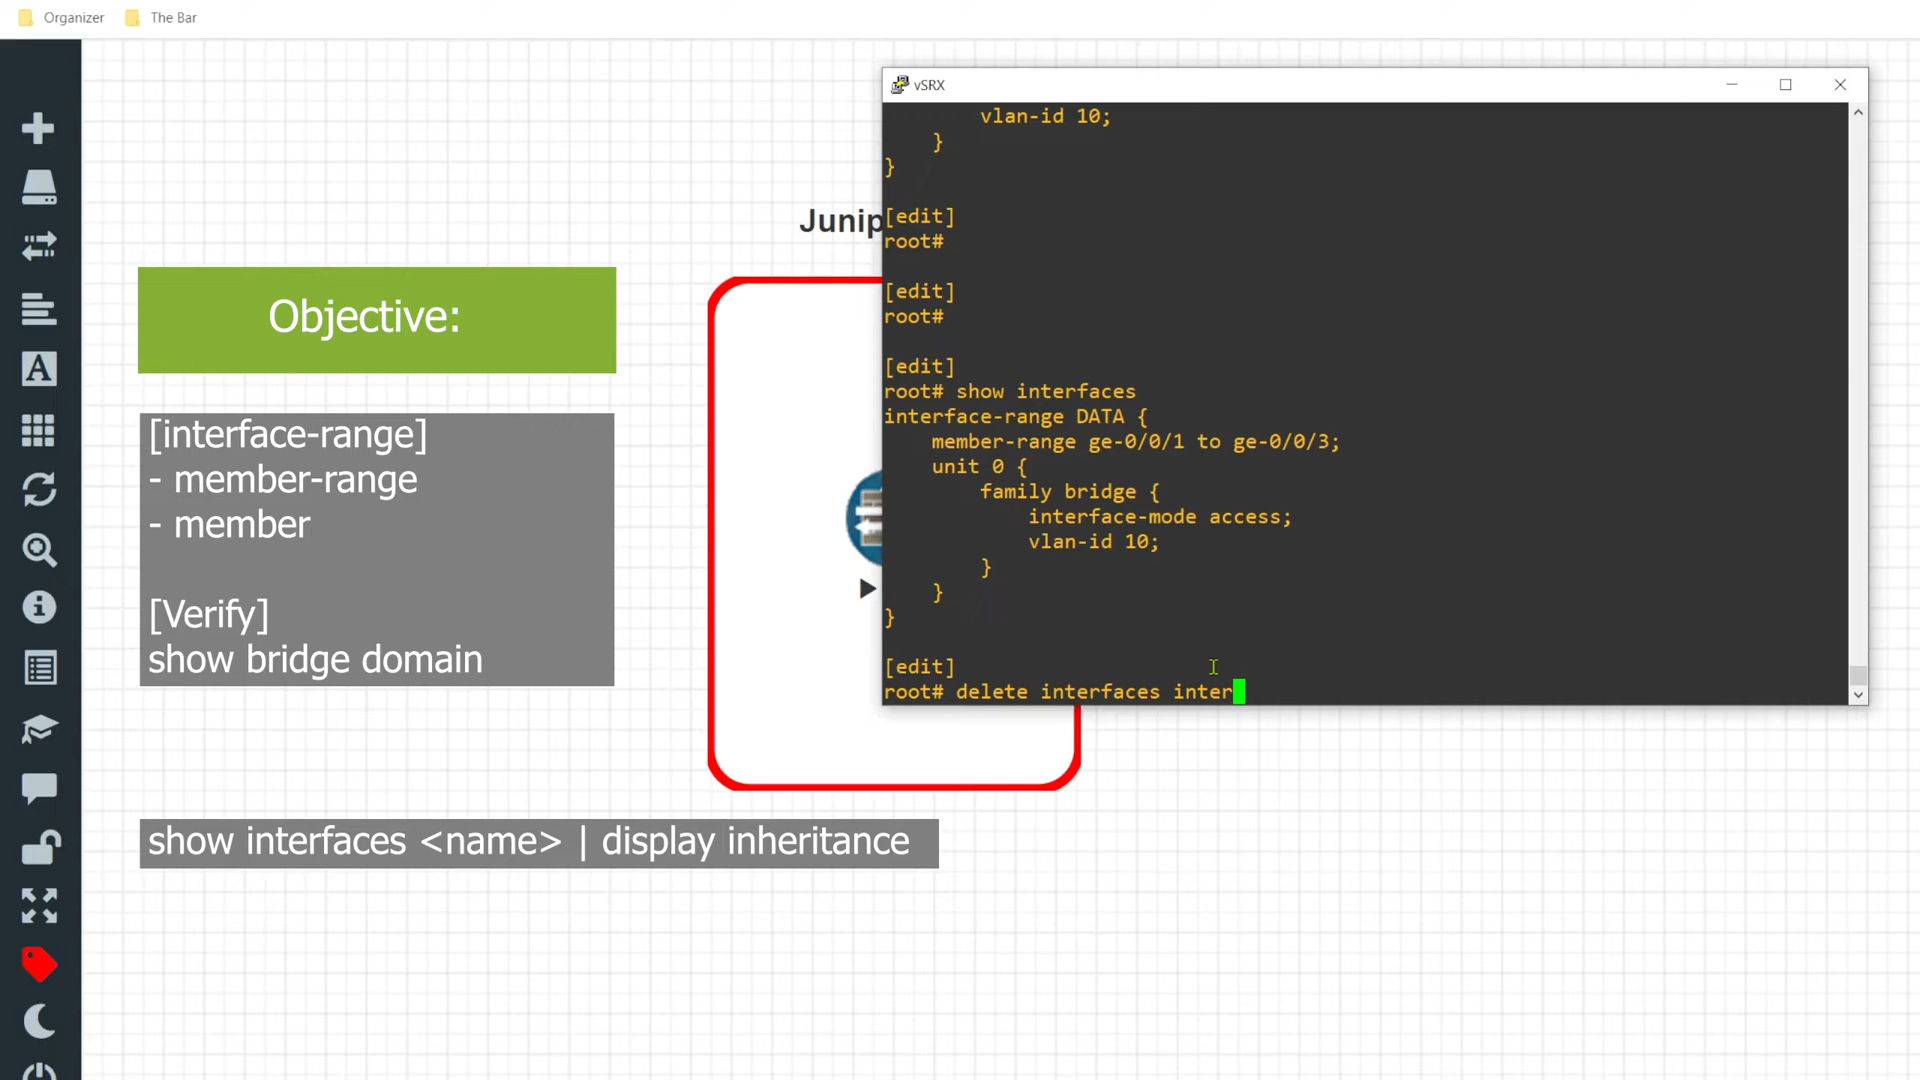 Organizer
The Bar
vSRX
Junip
Objective:
[interface-range]
- member-range
- member
[Verify]
show bridge domain
show interfaces <name> | display inheritance
vlan-id 10;
}
}
[edit]
root#
[edit]
root#
[edit]
root# show interfaces
interface-range DATA {
member-range ge-0/0/1 to ge-0/0/3;
unit 0 {
family bridge {
interface-mode access;
vlan-id 10;
}
}
}
[edit]
root# delete interfaces inter